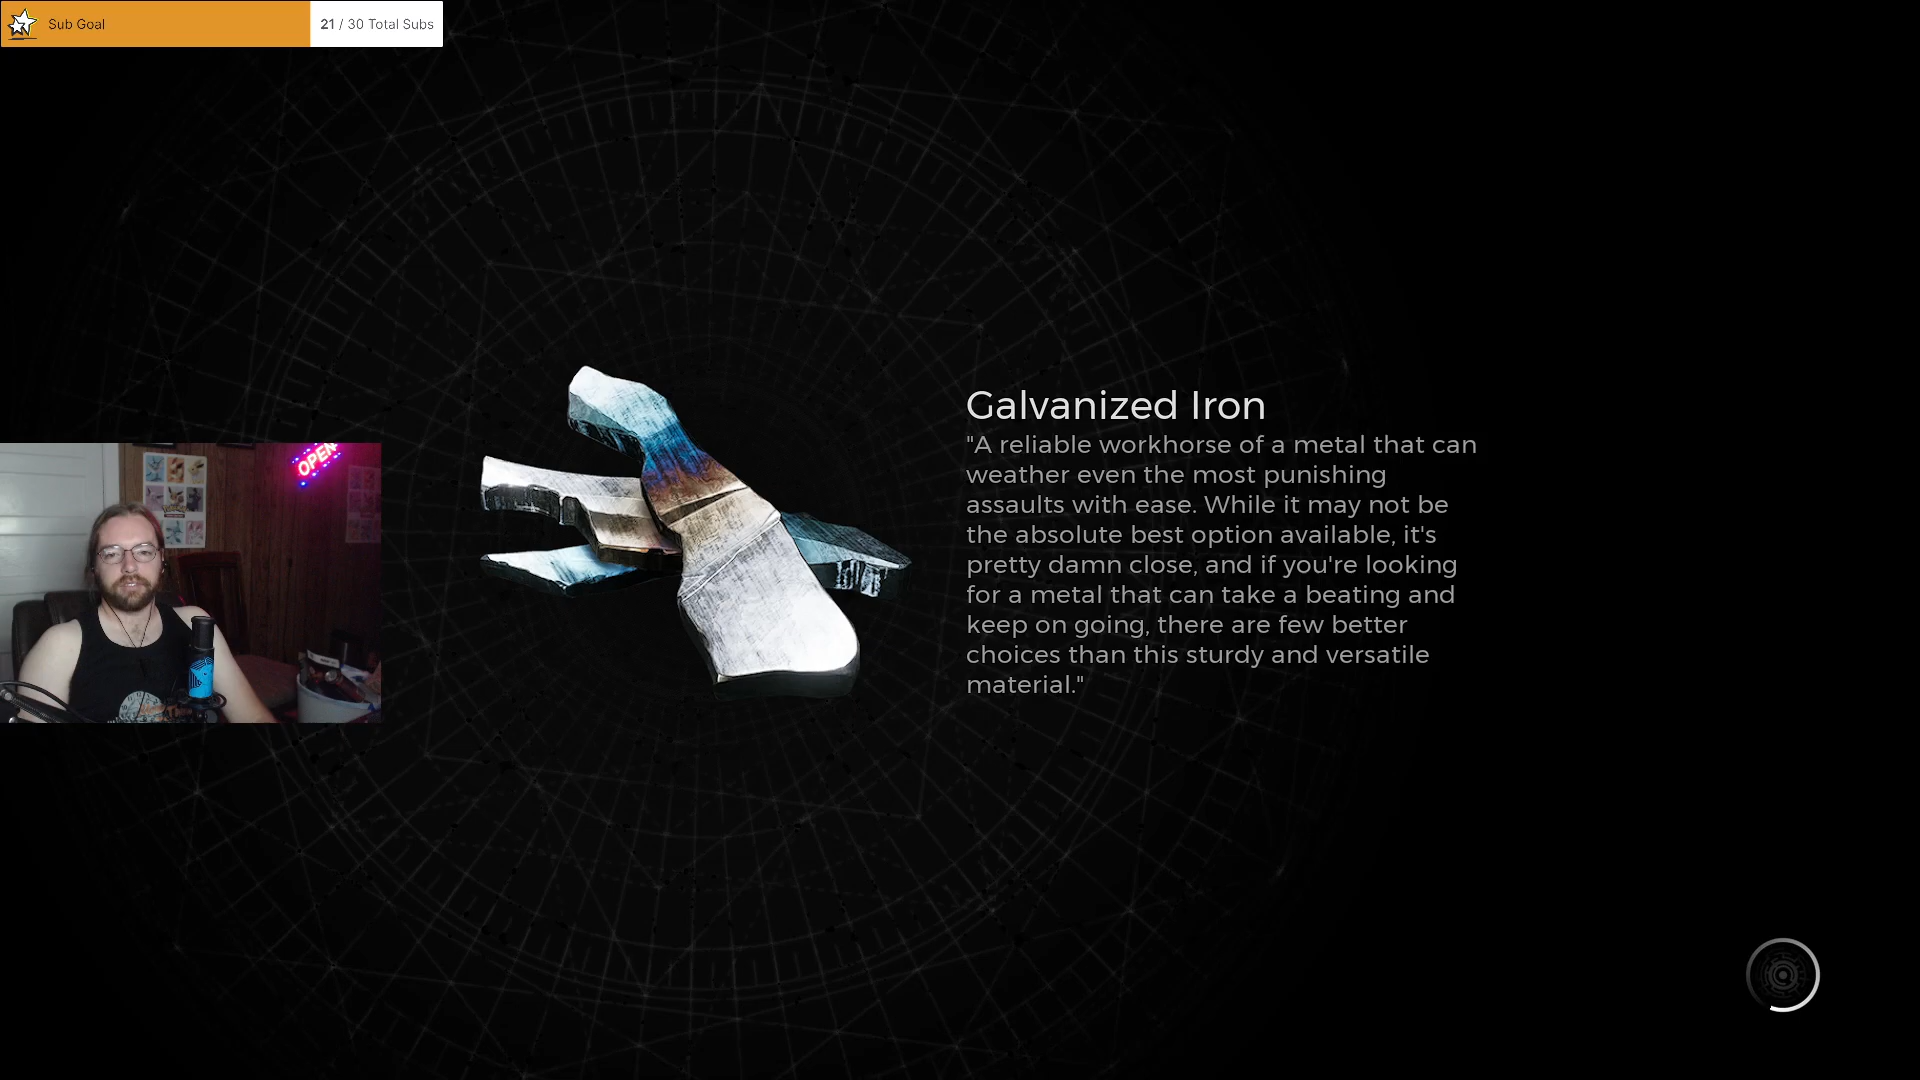 Sub Goal
21 / 30 Total Subs
OPEN
Galvanized Iron
"A reliable workhorse of a metal that can
weather even the most punishing
assaults with ease. While it may not be
the absolute best option available, it's
pretty damn close, and if you're looking
for a metal that can take a beating and
keep on going, there are few better
choices than this sturdy and versatile
material."